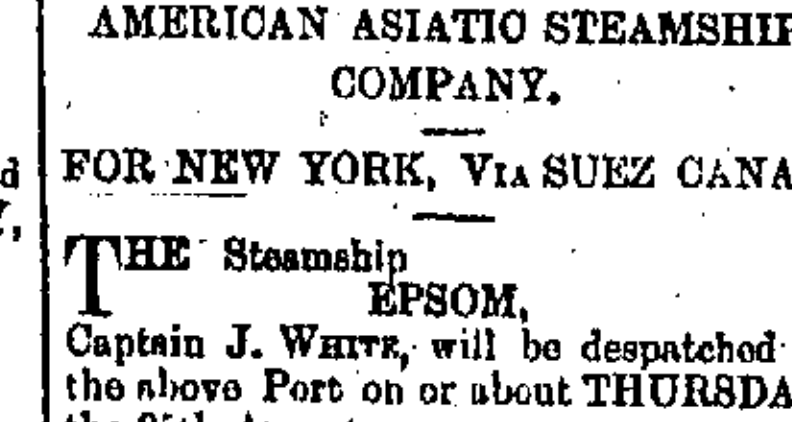 AMERICAN ASIATIC STEAMSHIP
COMPANY.
FOR NEW YORK, VIA SUEZ CANA
THE Steamship
EPSOM,
Captain J. WHITE, will be despatched
the above Port on or about THURSDA